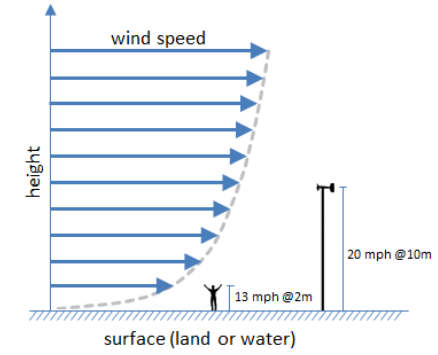 wind speed
height
20 mph @10m
13 mph @2m
surface (land or water)